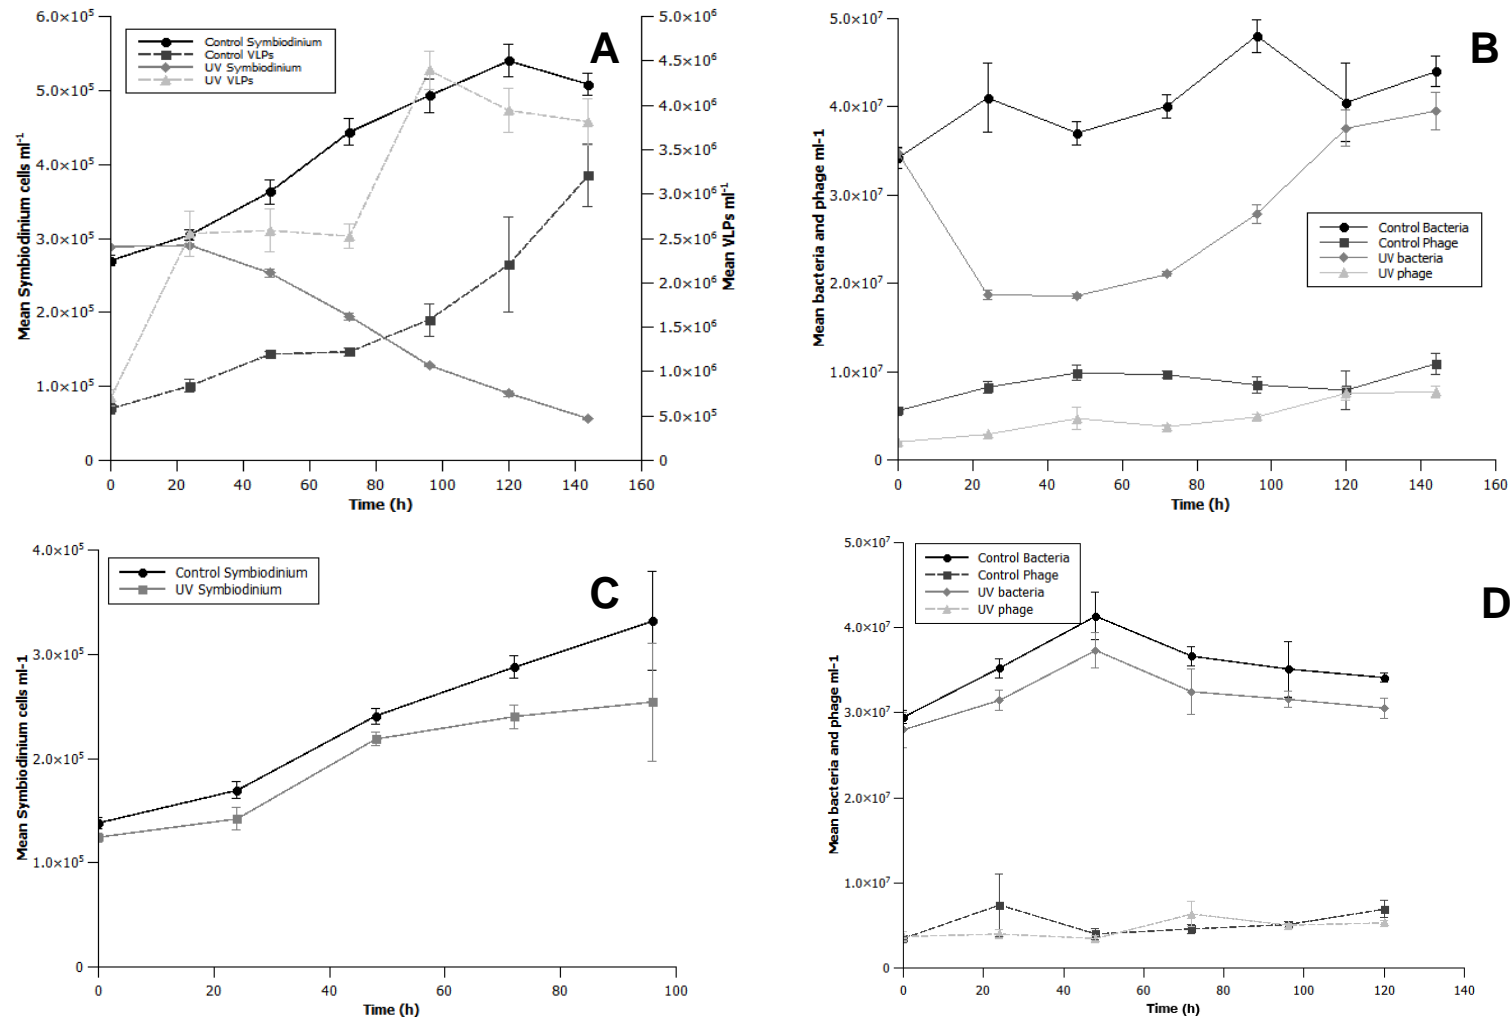 A
Control Symbiodinium
Control VLPs
UV Symbiodinium
UV VLPs
Mean Symbiodinium cells ml⁻¹
6.0×10⁵
5.0×10⁵
4.0×10⁵
3.0×10⁵
2.0×10⁵
1.0×10⁵
0
Mean VLPs ml⁻¹
5.0×10⁶
4.5×10⁶
4.0×10⁶
3.5×10⁶
3.0×10⁶
2.5×10⁶
2.0×10⁶
1.5×10⁶
1.0×10⁶
5.0×10⁵
0
0 20 40 60 80 100 120 140 160
Time (h)
B
Control Bacteria
Control Phage
UV bacteria
UV phage
Mean bacteria and phage ml-1
5.0×10⁷
4.0×10⁷
3.0×10⁷
2.0×10⁷
1.0×10⁷
0
0 20 40 60 80 100 120 140 160
Time (h)
C
Control Symbiodinium
UV Symbiodinium
Mean Symbiodinium cells ml-1
4.0×10⁵
3.0×10⁵
2.0×10⁵
1.0×10⁵
0
0 20 40 60 80 100
Time (h)
D
Control Bacteria
Control Phage
UV bacteria
UV phage
Mean bacteria and phage ml-1
5.0×10⁷
4.0×10⁷
3.0×10⁷
2.0×10⁷
1.0×10⁷
0
0 20 40 60 80 100 120 140
Time (h)